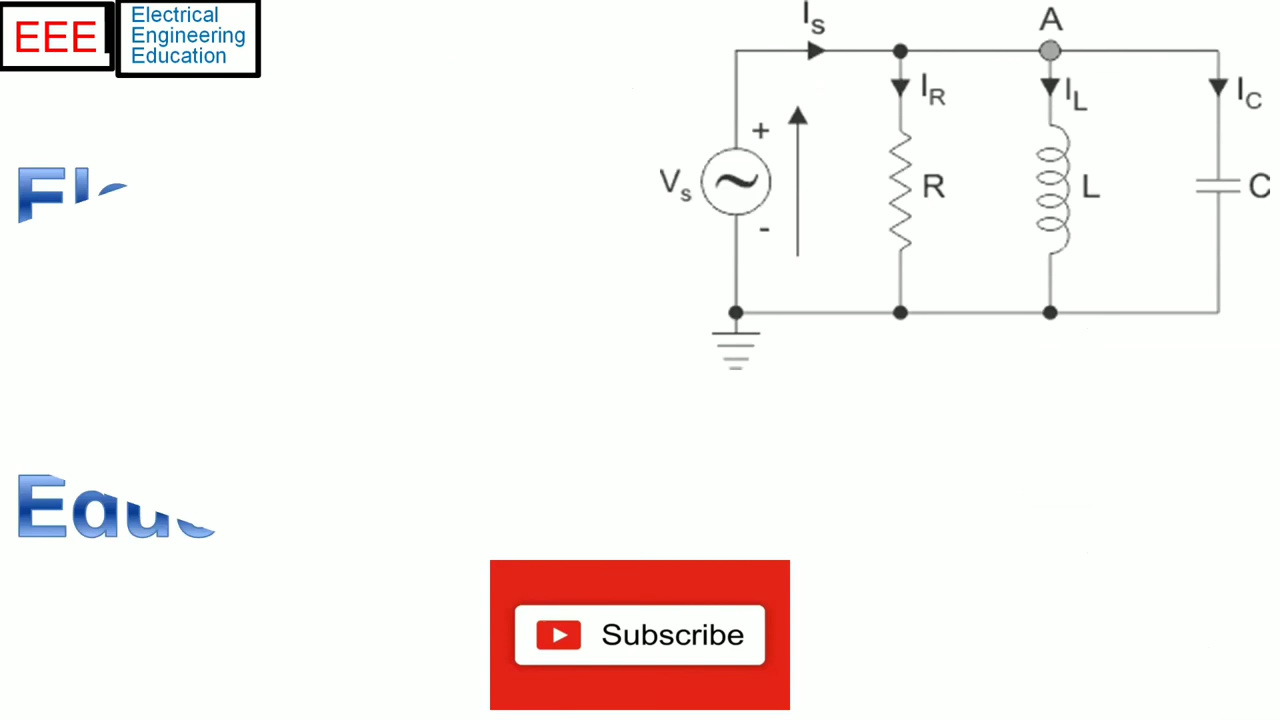 EEE
Electrical
Engineering
Education
Is
A
IR
IL
IC
+
Vs
R
L
C
-
Subscribe